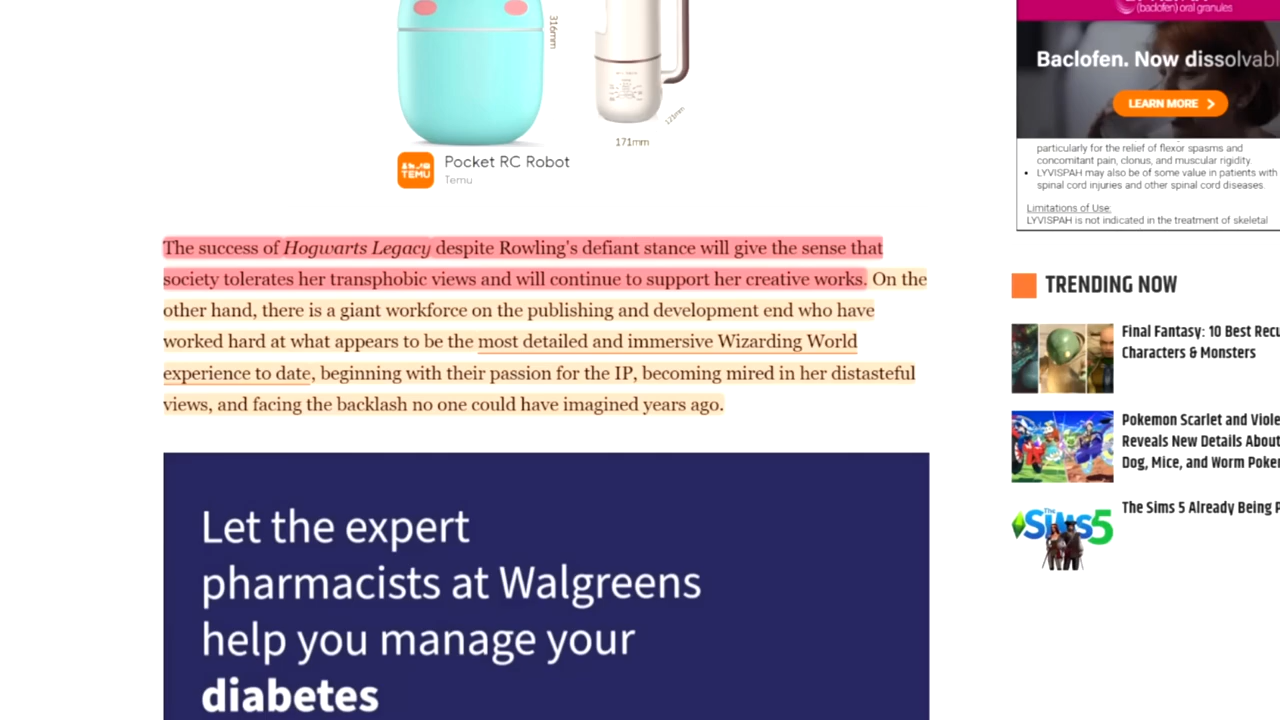 316mm
121mm
171mm
TEMU
Pocket RC Robot
Temu
The success of Hogwarts Legacy despite Rowling's defiant stance will give the sense that
society tolerates her transphobic views and will continue to support her creative works. On the
other hand, there is a giant workforce on the publishing and development end who have
worked hard at what appears to be the most detailed and immersive Wizarding World
experience to date, beginning with their passion for the IP, becoming mired in her distasteful
views, and facing the backlash no one could have imagined years ago.
Let the expert
pharmacists at Walgreens
help you manage your
diabetes
(baclofen) oral granules
Baclofen. Now dissolvabl
LEARN MORE
particularly for the relief of flexor spasms and
concomitant pain, clonus, and muscular rigidity.
• LYVISPAH may also be of some value in patients with
spinal cord injuries and other spinal cord diseases.
Limitations of Use:
LYVISPAH is not indicated in the treatment of skeletal
TRENDING NOW
Final Fantasy: 10 Best Recu
Characters & Monsters
Pokemon Scarlet and Viole
Reveals New Details About
Dog, Mice, and Worm Poke
The Sims 5 Already Being P
The
SIMS 5